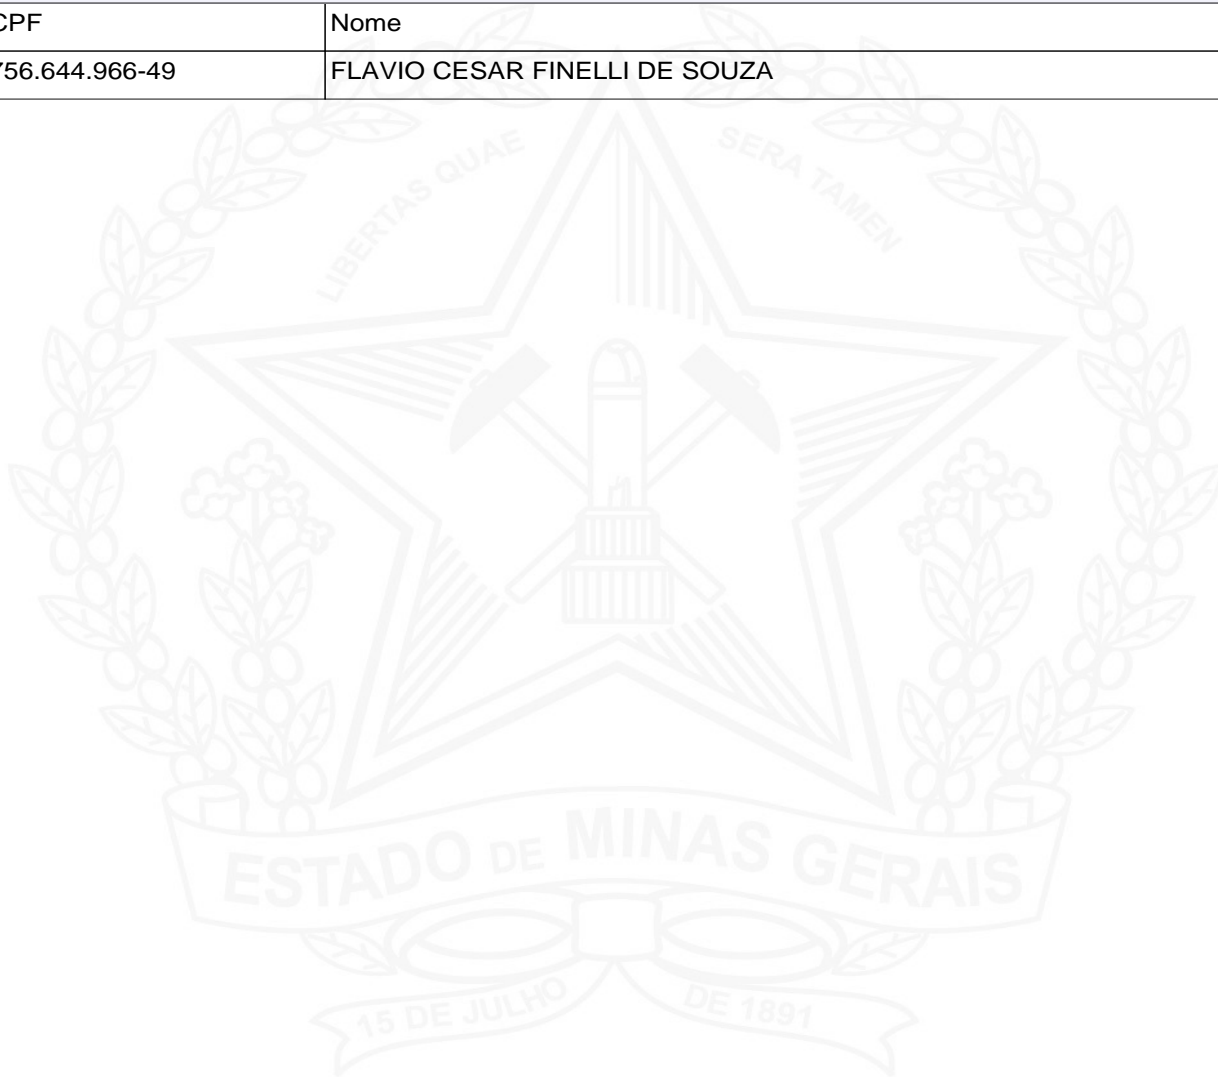 CPF Nome
756.644.966-49 FLAVIO CESAR FINELLI DE SOUZA
LIBERTAS QUAE SERA TAMEN
ESTADO DE MINAS GERAIS
15 DE JULHO DE 1891